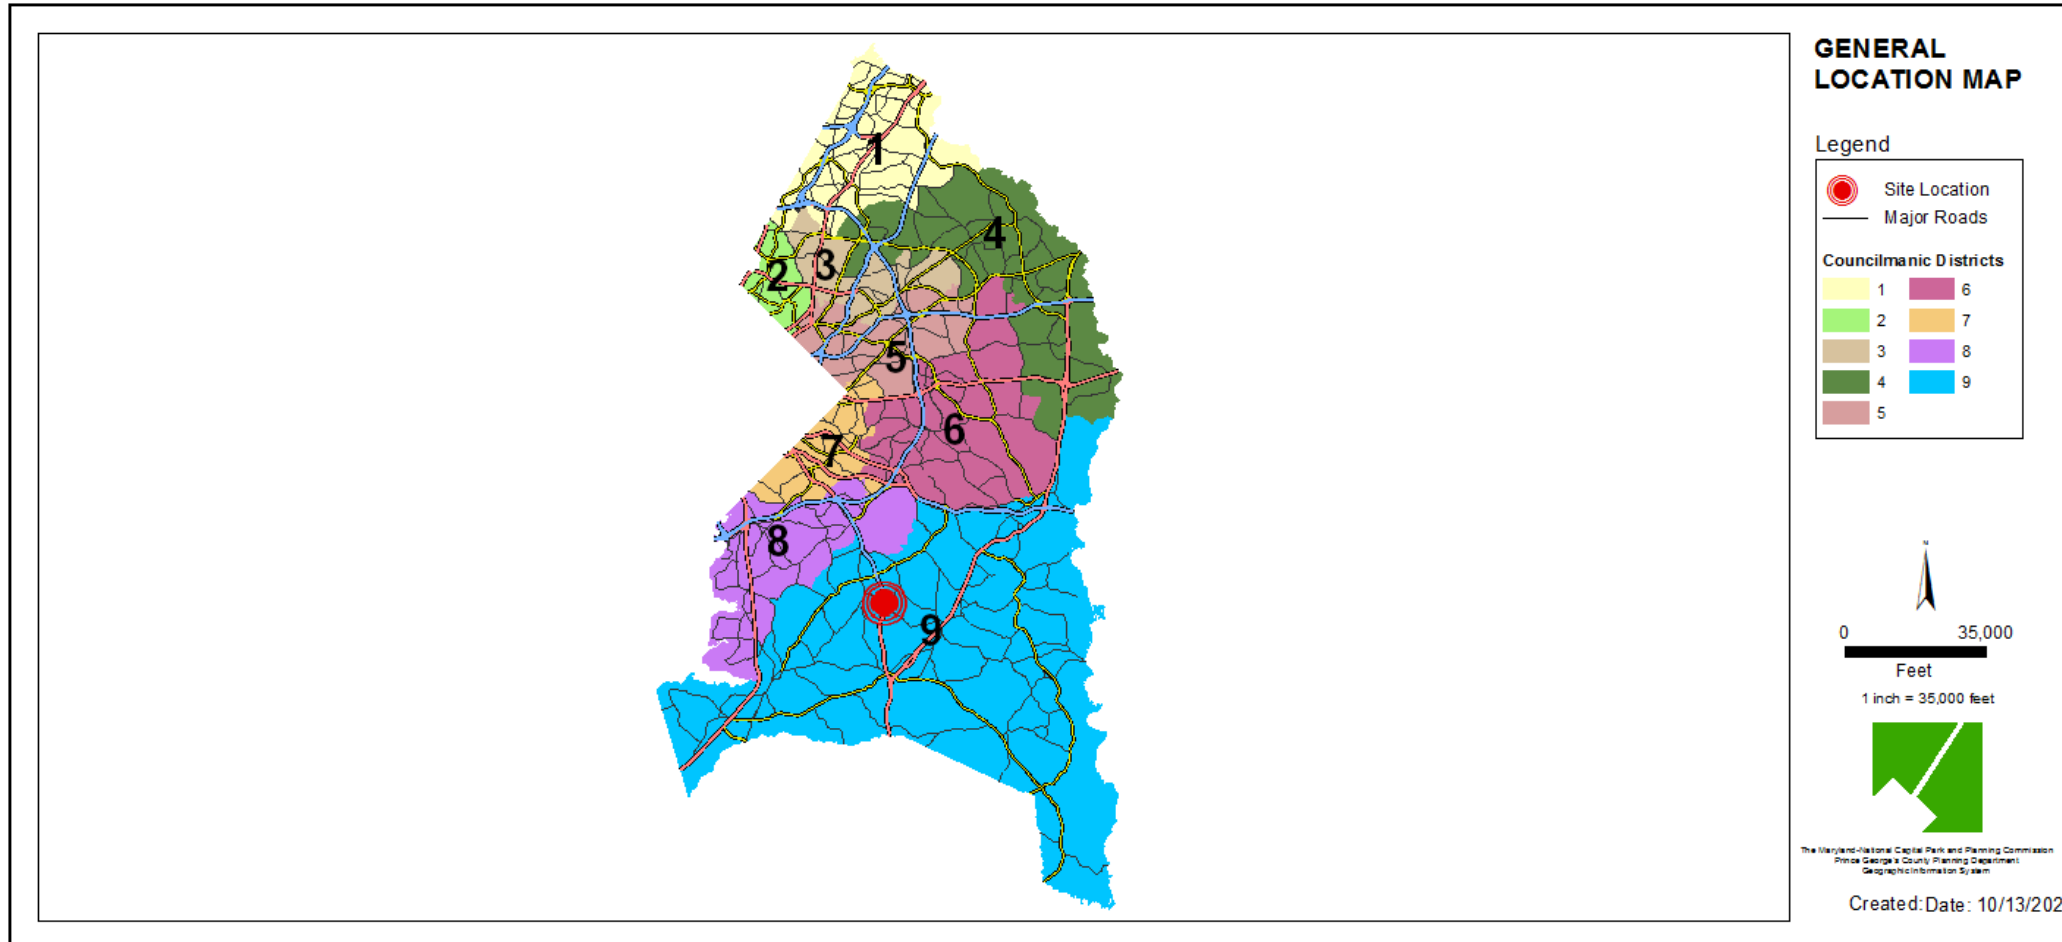 GENERAL
LOCATION MAP
Legend
Site Location
Major Roads
Councilmanic Districts
1 6
2 7
3 8
4 9
5
1
4
3
2
5
6
7
8
9
N
0 35,000
Feet
1 inch = 35,000 feet
The Maryland-National Capital Park and Planning Commission
Prince George's County Planning Department
Geographic Information System
Created: Date: 10/13/202